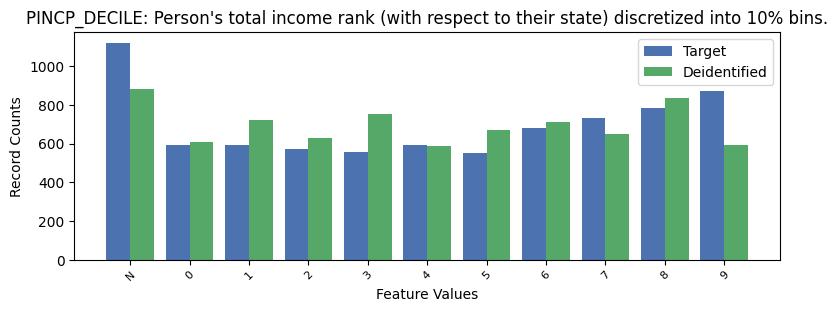 PINCP_DECILE: Person's total income rank (with respect to their state) discretized into 10% bins.
Target
Deidentified
Record Counts
1000
800
600
400
200
0
N 0 1 2 3 4 5 6 7 8 9
Feature Values